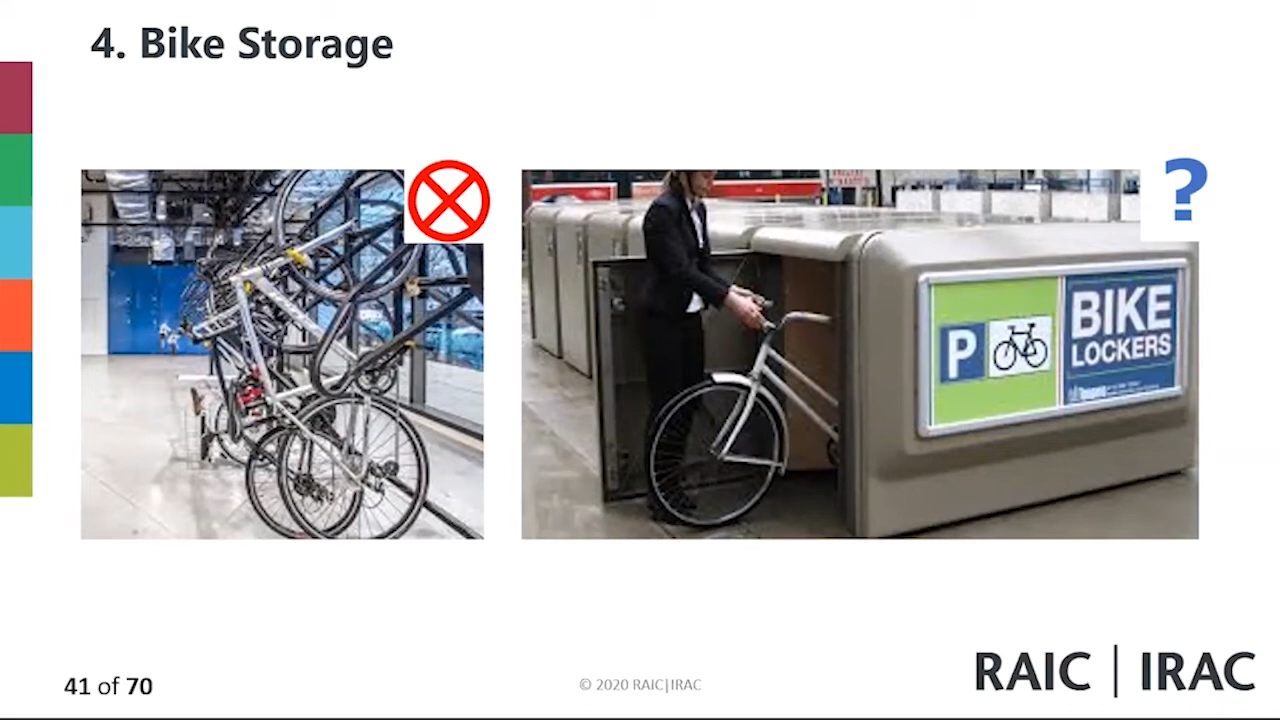 4. Bike Storage
?
P
BIKE
LOCKERS
41 of 70
© 2020 RAIC|IRAC
RAIC | IRAC